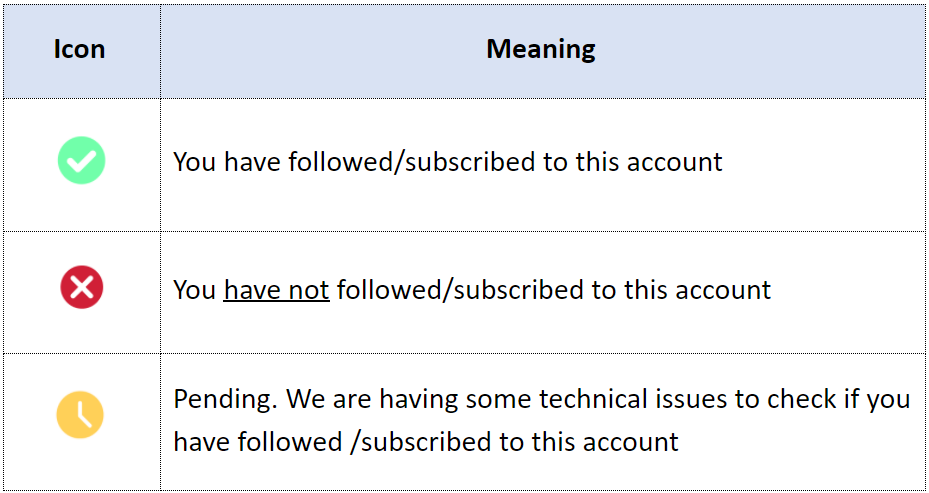 Icon Meaning
You have followed/subscribed to this account
You have not followed/subscribed to this account
Pending. We are having some technical issues to check if you
have followed /subscribed to this account